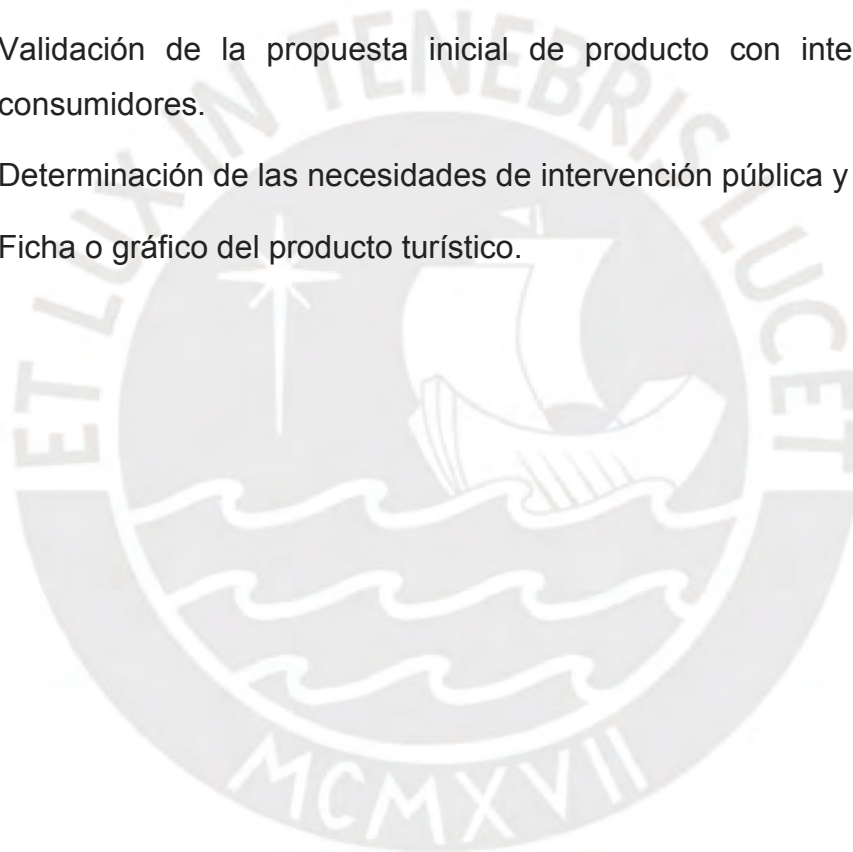 Validación de la propuesta inicial de producto con
consumidores.
Determinación de las necesidades de intervención pública y
Ficha o gráfico del producto turístico.
ET LUX IN TENEBRIS LUCET
MCMXVII